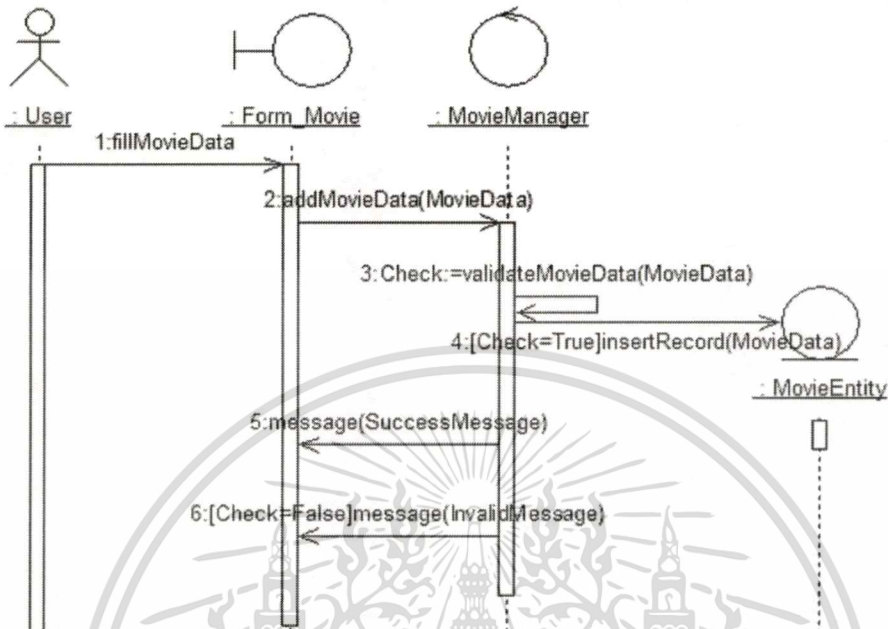 : User
: Form_Movie
: MovieManager
1:fillMovieData
2:addMovieData(MovieData)
3:Check:=validateMovieData(MovieData)
4:[Check=True]insertRecord(MovieData)
: MovieEntity
5:message(SuccessMessage)
6:[Check=False]message(InvalidMessage)